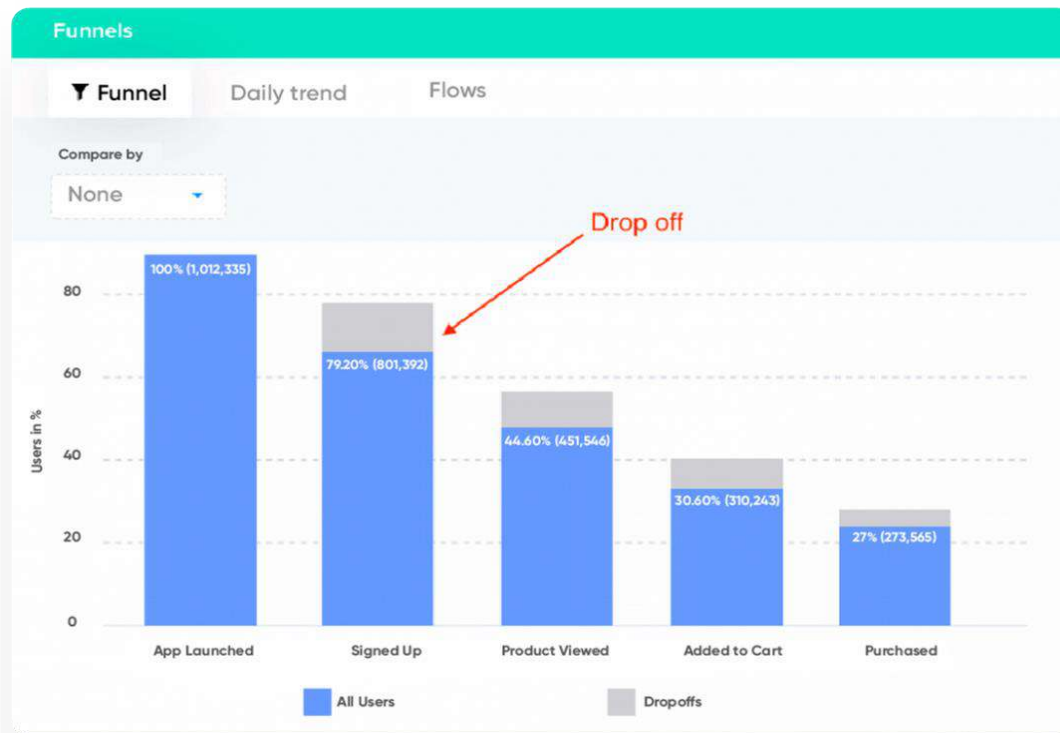 Funnels
Funnel
Daily trend
Flows
Compare by
None
Drop off
100% (1,012,335)
80
79.20% (801,392)
60
44.60% (451,546)
Users in %
40
30.60% (310,243)
20
27% (273,565)
0
App Launched
Signed Up
Product Viewed
Added to Cart
Purchased
All Users
Dropoffs